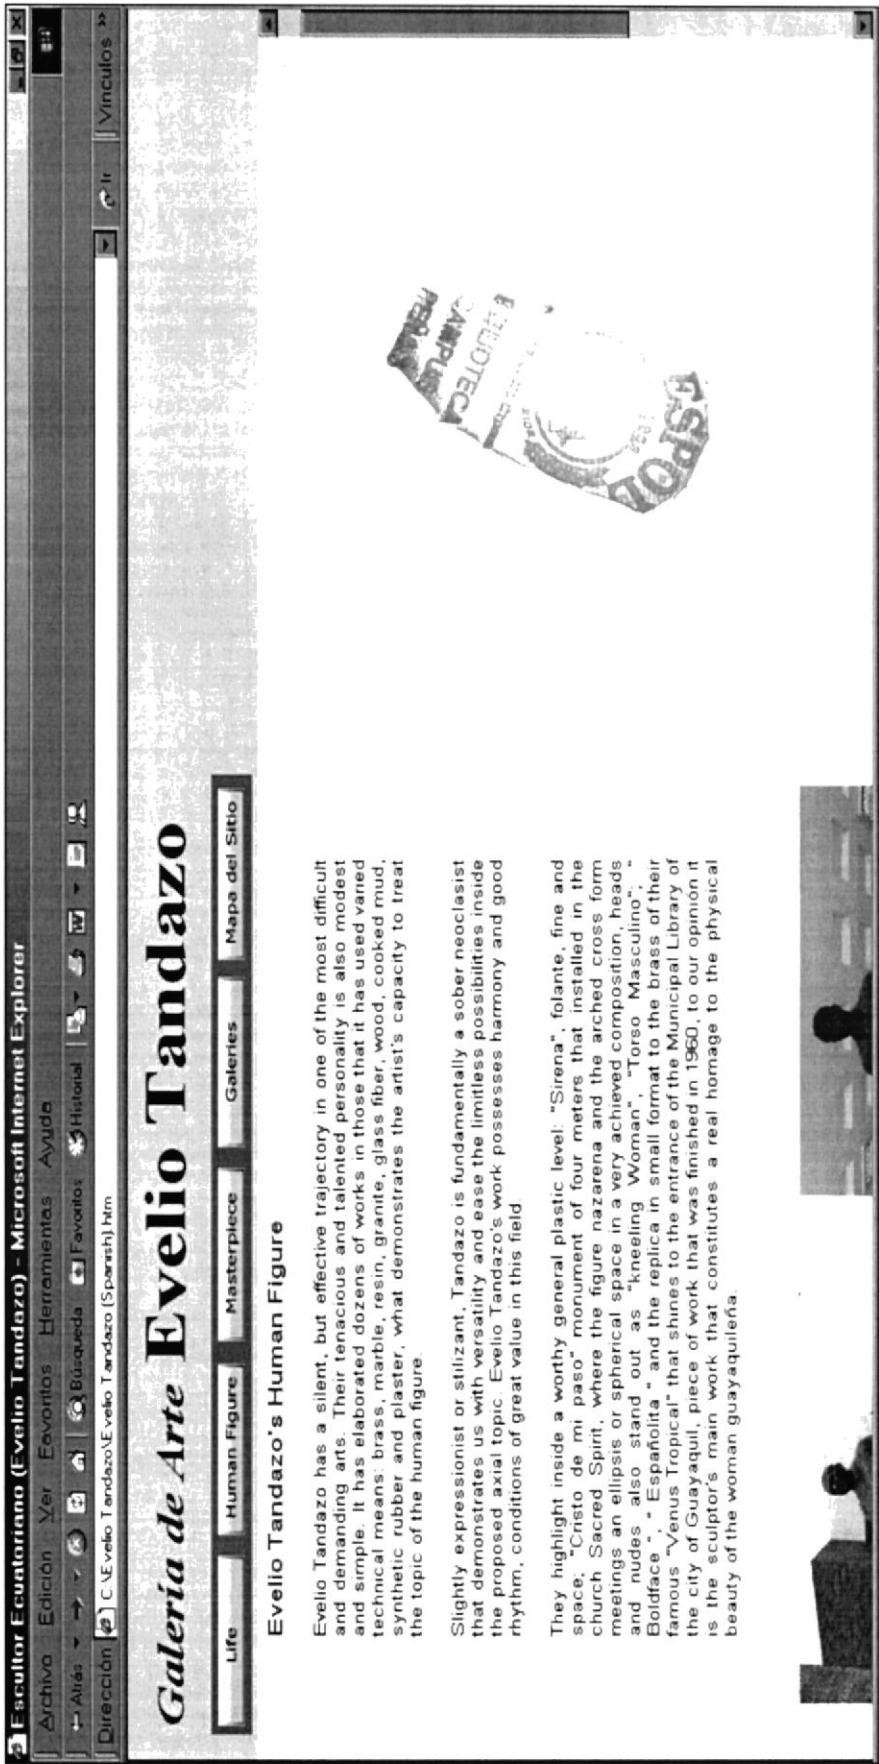 Escultor Ecuatoriano (Evelio Tandazo) - Microsoft Internet Explorer
Archivo Edición Ver Favoritos Herramientas Ayuda
Atrás Búsqueda Favoritos Historial
Dirección C:\Evelio Tandazo\Evelio Tandazo (Spanish).htm Ir Vínculos »
Galería de Arte Evelio Tandazo
Life Human Figure Masterpiece Galeries Mapa del Sitio
Evelio Tandazo's Human Figure
Evelio Tandazo has a silent, but effective trajectory in one of the most difficult
and demanding arts. Their tenacious and talented personality is also modest
and simple. It has elaborated dozens of works in those that it has used varied
technical means: brass, marble, resin, granite, glass fiber, wood, cooked mud,
synthetic rubber and plaster, what demonstrates the artist's capacity to treat
the topic of the human figure.
Slightly expressionist or stilizant, Tandazo is fundamentally a sober neoclasist
that demonstrates us with versatility and ease the limitless possibilities inside
the proposed axial topic. Evelio Tandazo's work possesses harmony and good
rhythm, conditions of great value in this field.
They highlight inside a worthy general plastic level: "Sirena", folante, fine and
space; "Cristo de mi paso" monument of four meters that installed in the
church Sacred Spirit, where the figure nazarena and the arched cross form
meetings an ellipsis or spherical space in a very achieved composition, heads
and nudes also stand out as "kneeling Woman", "Torso Masculino", "
Boldface ", " Españolita " and the replica in small format to the brass of their
famous "Venus Tropical" that shines to the entrance of the Municipal Library of
the city of Guayaquil, piece of work that was finished in 1960, to our opinión it
is the sculptor's main work that constitutes a real homage to the physical
beauty of the woman guayaquileña.
ESPOL
BIBLIOTECA
CAMPUS
PEÑAS